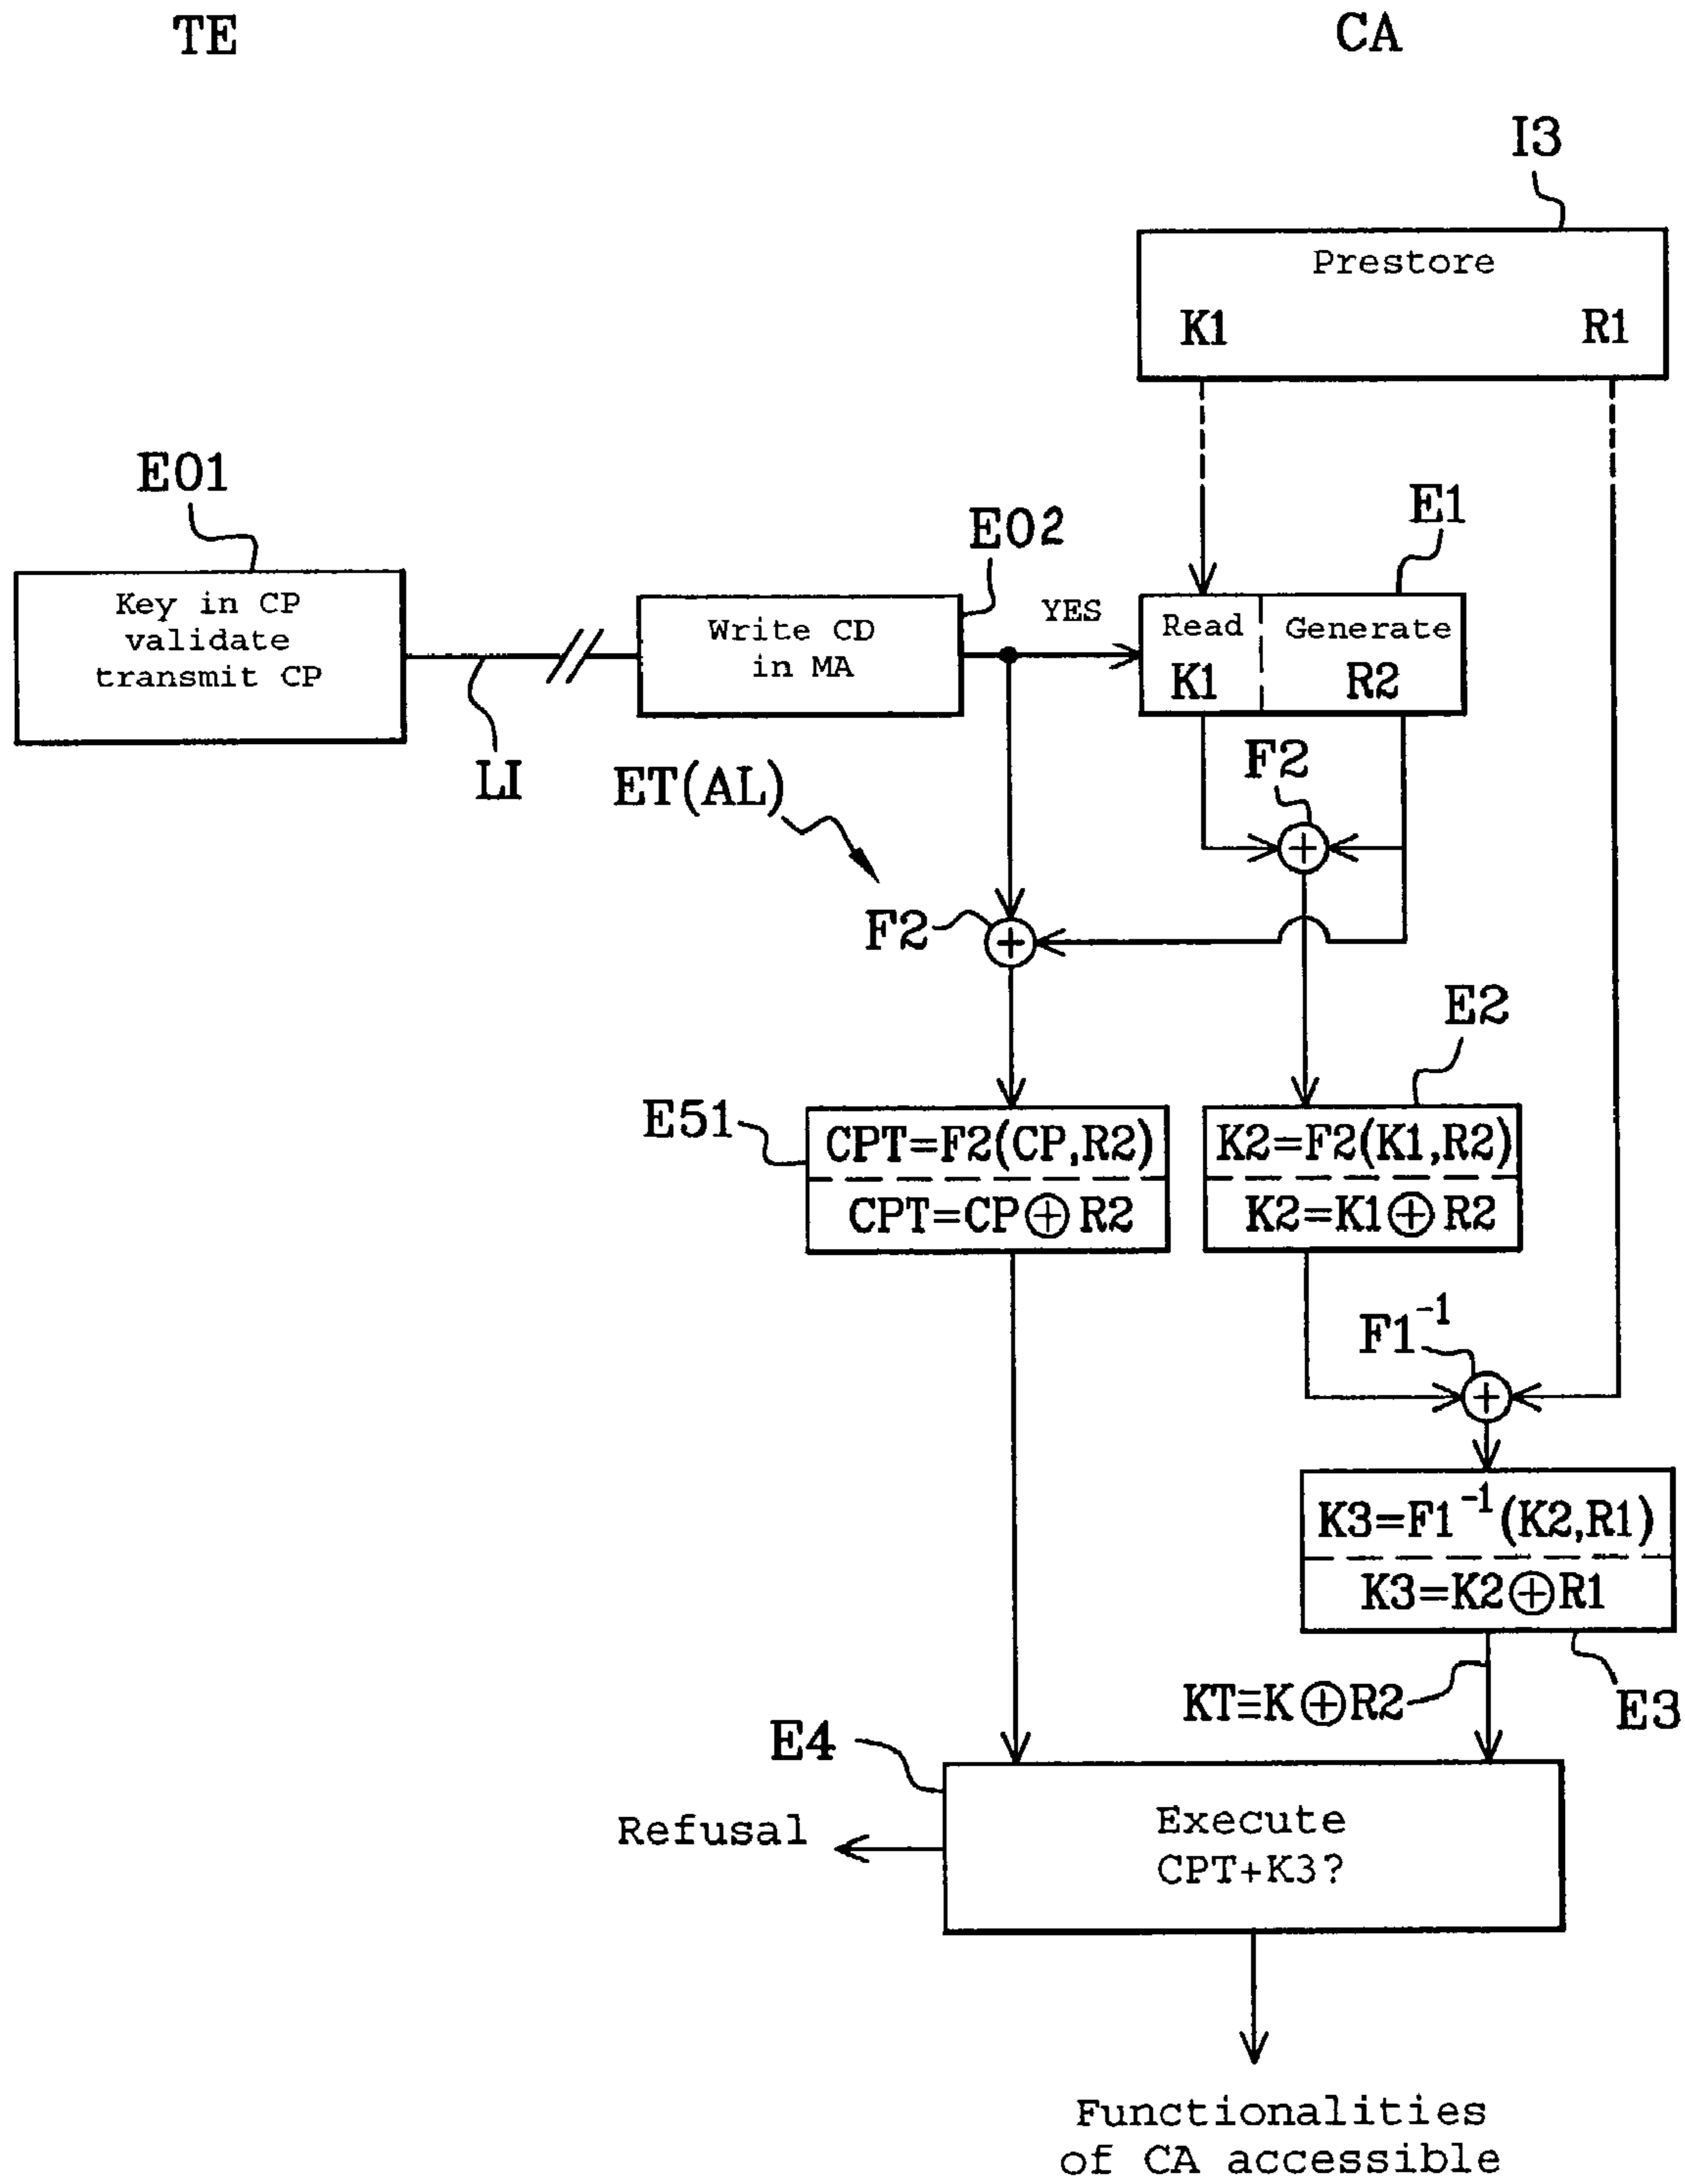 TE
CA
I3
Prestore
K1 R1
E01
E02
E1
Key in CP
validate
transmit CP
Write CD
in MA
YES
Read Generate
K1 R2
LI
F2
ET(AL)
+
F2
+
E2
E51
CPT=F2(CP,R2)
CPT=CP⊕R2
K2=F2(K1,R2)
K2=K1⊕R2
F1⁻¹
+
K3=F1⁻¹(K2,R1)
K3=K2⊕R1
KT≡K⊕R2
E3
E4
Refusal
Execute
CPT+K3?
Functionalities
of CA accessible